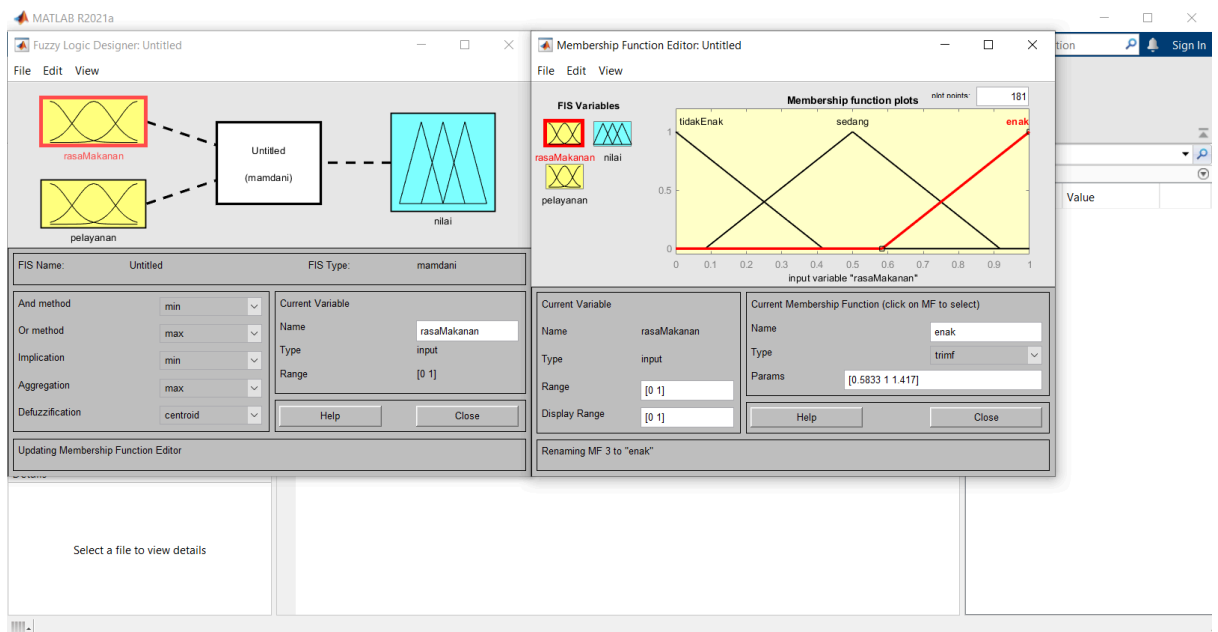 MATLAB R2021a
Fuzzy Logic Designer: Untitled
File Edit View
rasaMakanan
pelayanan
Untitled
(mamdani)
nilai
FIS Name: Untitled FIS Type: mamdani
And method min
Or method max
Implication min
Aggregation max
Defuzzification centroid
Current Variable
Name rasaMakanan
Type input
Range [0 1]
Help Close
Updating Membership Function Editor
Membership Function Editor: Untitled
File Edit View
FIS Variables
rasaMakanan nilai
pelayanan
Membership function plots plot points: 181
tidakEnak sedang enak
1
0.5
0
0 0.1 0.2 0.3 0.4 0.5 0.6 0.7 0.8 0.9 1
input variable "rasaMakanan"
Current Variable
Name rasaMakanan
Type input
Range [0 1]
Display Range [0 1]
Current Membership Function (click on MF to select)
Name enak
Type trimf
Params [0.5833 1 1.417]
Help Close
Renaming MF 3 to "enak"
tion Sign In
Value
Details
Select a file to view details